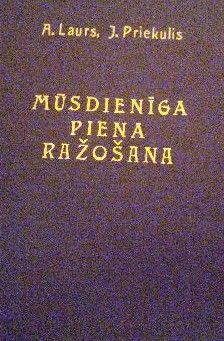 A. Laurs, J. Priekulis
MŪSDIENĪGA
PIENA
RAŽOŠANA